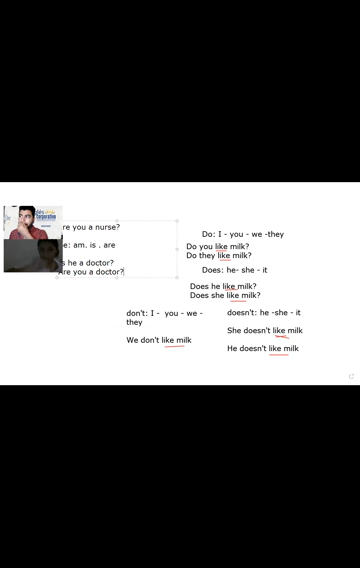 re you a nurse?
e: am. is . are
s he a doctor?
Are you a doctor?
Do: I - you - we -they
Do you like milk?
Do they like milk?
Does: he- she - it
Does he like milk?
Does she like milk?
don't: I - you - we -
they
We don't like milk
doesn't: he -she - it
She doesn't like milk
He doesn't like milk